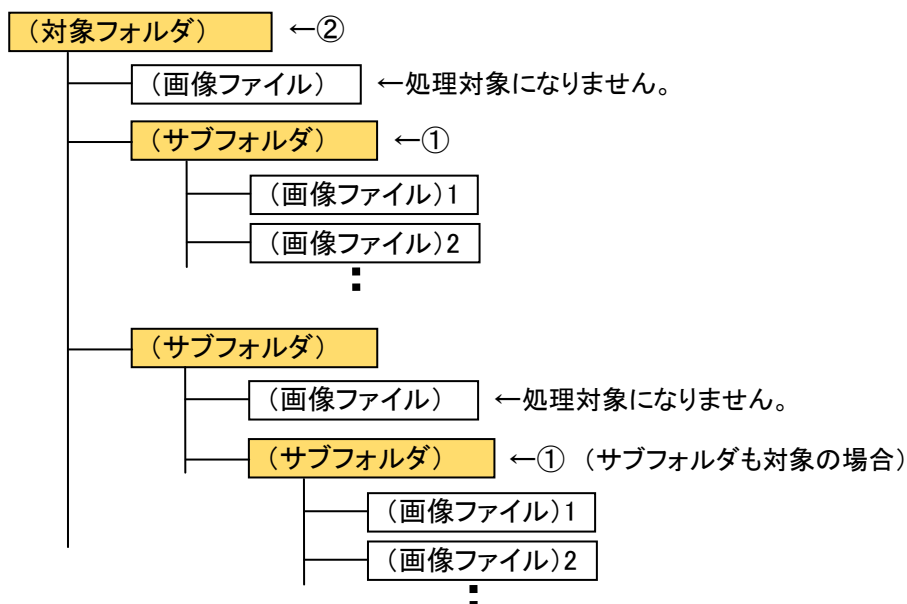 （対象フォルダ） ←②
（画像ファイル） ←処理対象になりません。
（サブフォルダ） ←①
（画像ファイル）1
（画像ファイル）2
（サブフォルダ）
（画像ファイル） ←処理対象になりません。
（サブフォルダ） ←① （サブフォルダも対象の場合）
（画像ファイル）1
（画像ファイル）2